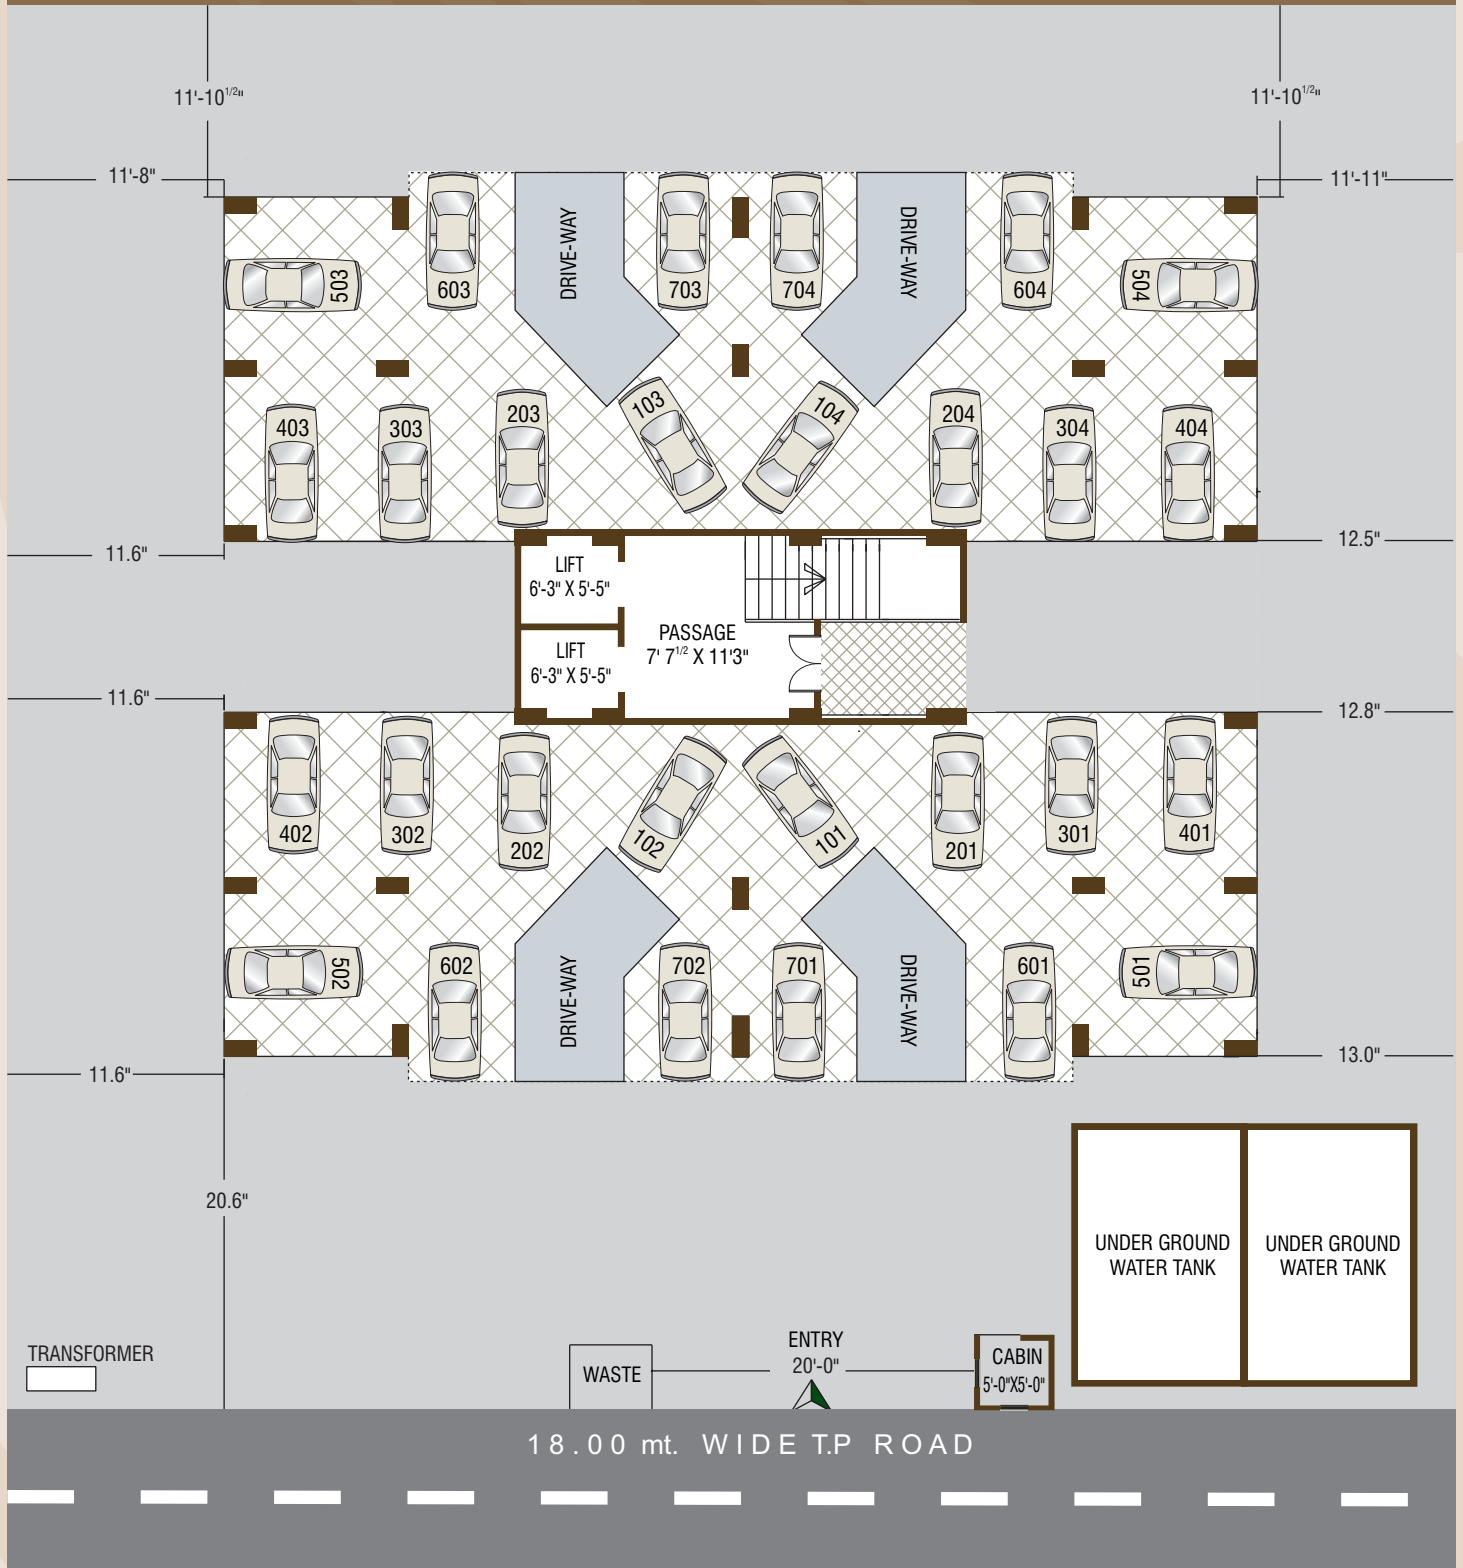 11'-10 1/2"
11'-10 1/2"
11'-8"
11'-11"
DRIVE-WAY
DRIVE-WAY
503
603
703
704
604
504
403
303
203
103
104
204
304
404
11.6"
12.5"
LIFT
6'-3" X 5'-5"
PASSAGE
7' 7 1/2 X 11'3"
LIFT
6'-3" X 5'-5"
11.6"
12.8"
402
302
202
102
101
201
301
401
502
602
702
701
601
501
DRIVE-WAY
DRIVE-WAY
11.6"
13.0"
20.6"
UNDER GROUND
WATER TANK
UNDER GROUND
WATER TANK
TRANSFORMER
WASTE
ENTRY
20'-0"
CABIN
5'-0"X5'-0"
18.00 mt. WIDE T.P ROAD